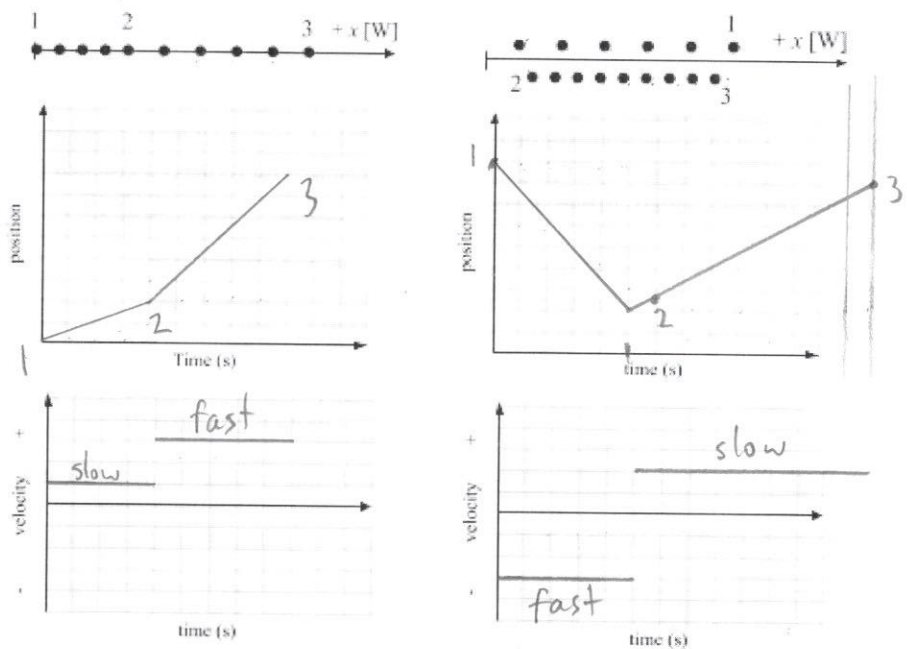 1 2 3 + x [W]
1 + x [W]
2 3
position
3
2
1
Time (s)
1
position
3
2
time (s)
+
velocity
-
slow
fast
time (s)
+
velocity
-
slow
fast
time (s)